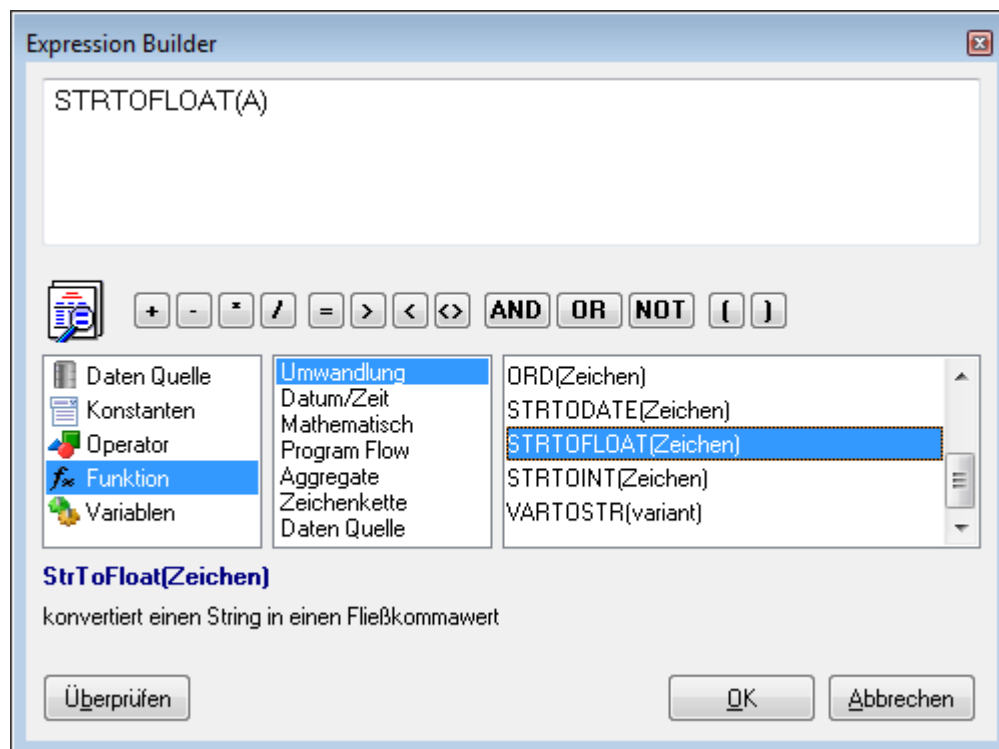 Expression Builder
STRTOFLOAT(A)
+ - * / = > < <> AND OR NOT ( )
Daten Quelle
Konstanten
Operator
Funktion
Variablen
Umwandlung
Datum/Zeit
Mathematisch
Program Flow
Aggregate
Zeichenkette
Daten Quelle
ORD(Zeichen)
STRTODATE(Zeichen)
STRTOFLOAT(Zeichen)
STRTOINT(Zeichen)
VARTOSTR(variant)
StrToFloat(Zeichen)
konvertiert einen String in einen Fließkommawert
Überprüfen OK Abbrechen